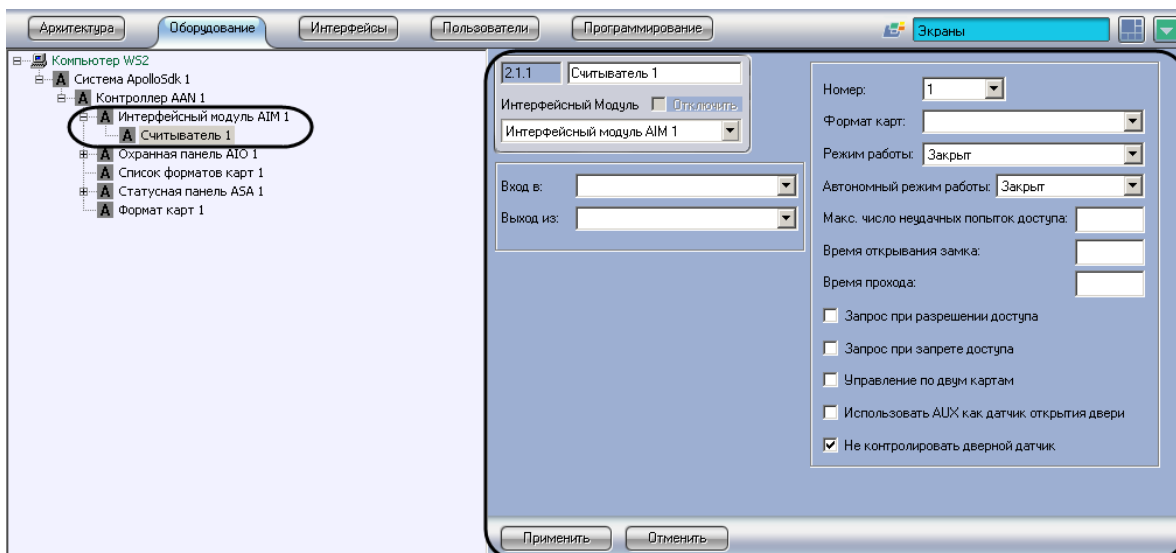 Архитектура Оборудование Интерфейсы Пользователи Программирование Экраны
Компьютер WS2
Система ApolloSdk 1
Контроллер AAN 1
Интерфейсный модуль AIM 1
Считыватель 1
Охранная панель AIO 1
Список форматов карт 1
Статусная панель ASA 1
Формат карт 1
2.1.1 Считыватель 1
Интерфейсный Модуль Отключить
Интерфейсный модуль AIM 1
Вход в:
Выход из:
Номер: 1
Формат карт:
Режим работы: Закрыт
Автономный режим работы: Закрыт
Макс. число неудачных попыток доступа:
Время открывания замка:
Время прохода:
Запрос при разрешении доступа
Запрос при запрете доступа
Управление по двум картам
Использовать AUX как датчик открытия двери
Не контролировать дверной датчик
Применить Отменить